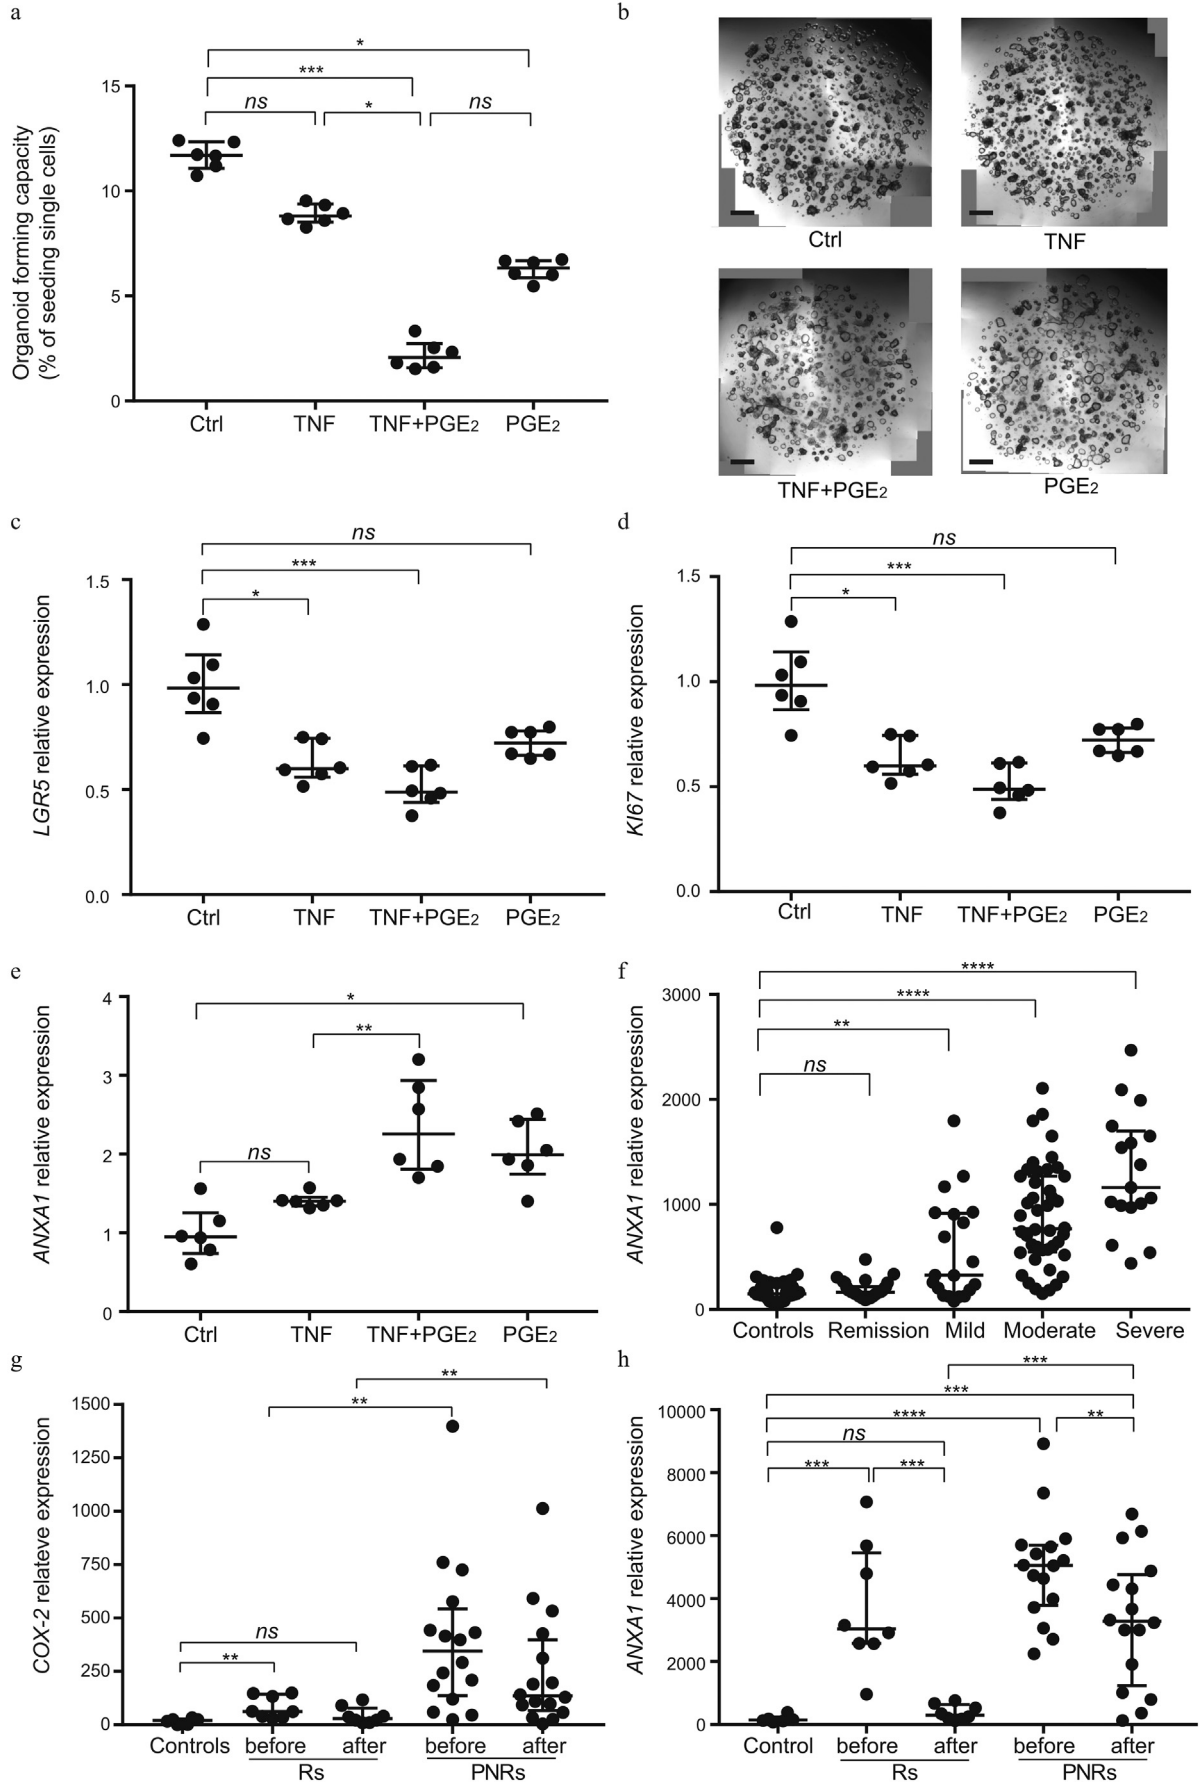 a
*
***
ns
*
ns
15
10
5
0
Organoid forming capacity
(% of seeding single cells)
Ctrl
TNF
TNF+PGE2
PGE2
b
Ctrl
TNF
TNF+PGE2
PGE2
c
ns
***
*
1.5
1.0
0.5
0.0
LGR5 relative expression
Ctrl
TNF
TNF+PGE2
PGE2
d
ns
***
*
1.5
1.0
0.5
0.0
KI67 relative expression
Ctrl
TNF
TNF+PGE2
PGE2
e
*
**
ns
4
3
2
1
0
ANXA1 relative expression
Ctrl
TNF
TNF+PGE2
PGE2
f
****
****
**
ns
3000
2000
1000
0
ANXA1 relative expression
Controls
Remission
Mild
Moderate
Severe
g
**
**
ns
**
1500
1250
1000
750
500
250
0
COX-2 relateve expression
Controls
before
after
before
after
Rs
PNRs
h
***
***
****
**
ns
***
***
10000
8000
6000
4000
2000
0
ANXA1 relative expression
Control
before
after
before
after
Rs
PNRs